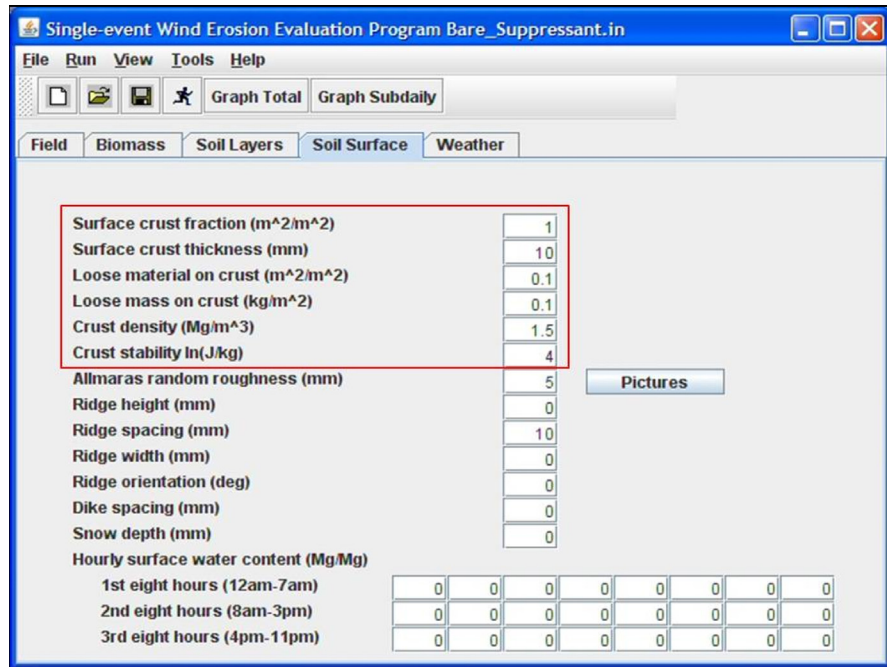 Single-event Wind Erosion Evaluation Program Bare_Suppressant.in
File Run View Tools Help
Graph Total Graph Subdaily
Field Biomass Soil Layers Soil Surface Weather
Surface crust fraction (m^2/m^2) 1
Surface crust thickness (mm) 10
Loose material on crust (m^2/m^2) 0.1
Loose mass on crust (kg/m^2) 0.1
Crust density (Mg/m^3) 1.5
Crust stability ln(J/kg) 4
Allmaras random roughness (mm) 5 Pictures
Ridge height (mm) 0
Ridge spacing (mm) 10
Ridge width (mm) 0
Ridge orientation (deg) 0
Dike spacing (mm) 0
Snow depth (mm) 0
Hourly surface water content (Mg/Mg)
1st eight hours (12am-7am) 0 0 0 0 0 0 0 0
2nd eight hours (8am-3pm) 0 0 0 0 0 0 0 0
3rd eight hours (4pm-11pm) 0 0 0 0 0 0 0 0